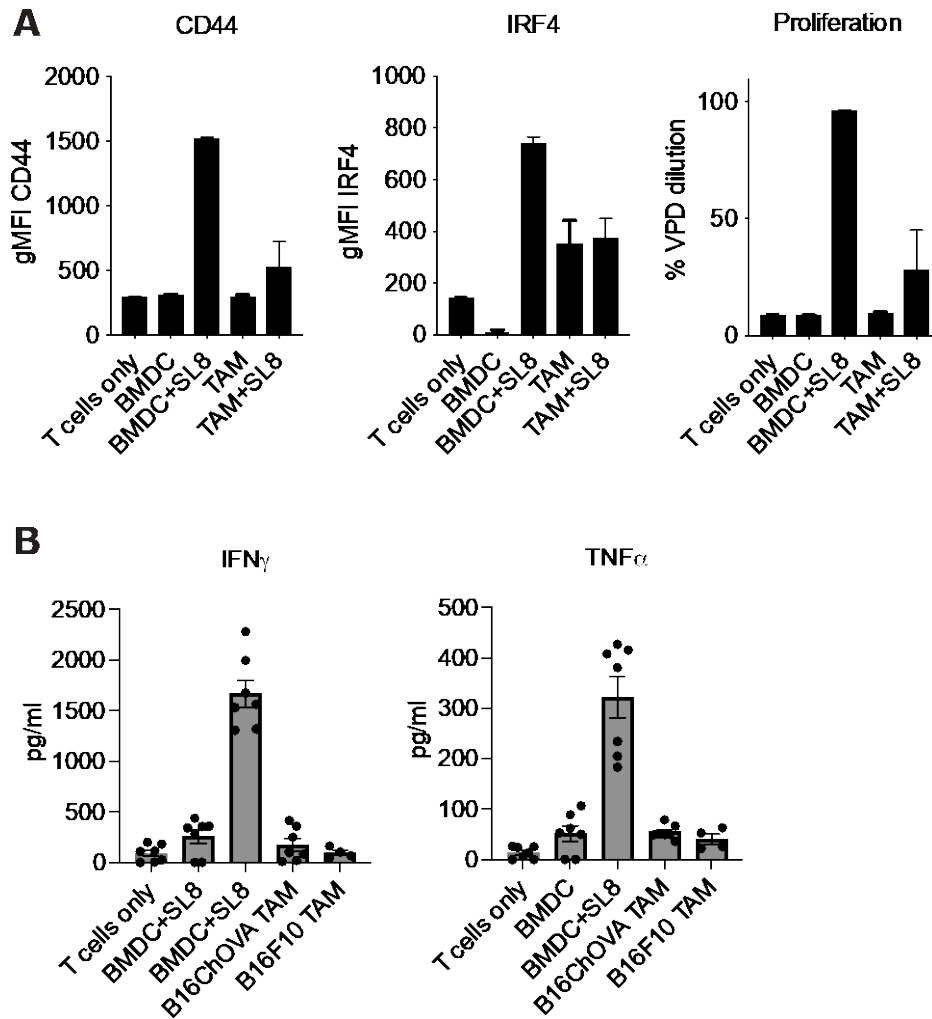 A
CD44
gMFI CD44
2000
1500
1000
500
0
T cells only
BMDC
BMDC+SL8
TAM
TAM+SL8
IRF4
gMFI IRF4
1000
800
600
400
200
0
T cells only
BMDC
BMDC+SL8
TAM
TAM+SL8
Proliferation
% VPD dilution
100
50
0
T cells only
BMDC
BMDC+SL8
TAM
TAM+SL8
B
IFNγ
pg/ml
2500
2000
1500
1000
500
0
T cells only
BMDC+SL8
BMDC+SL8
B16ChOVA TAM
B16F10 TAM
TNFα
pg/ml
500
400
300
200
100
0
T cells only
BMDC
BMDC+SL8
B16ChOVA TAM
B16F10 TAM